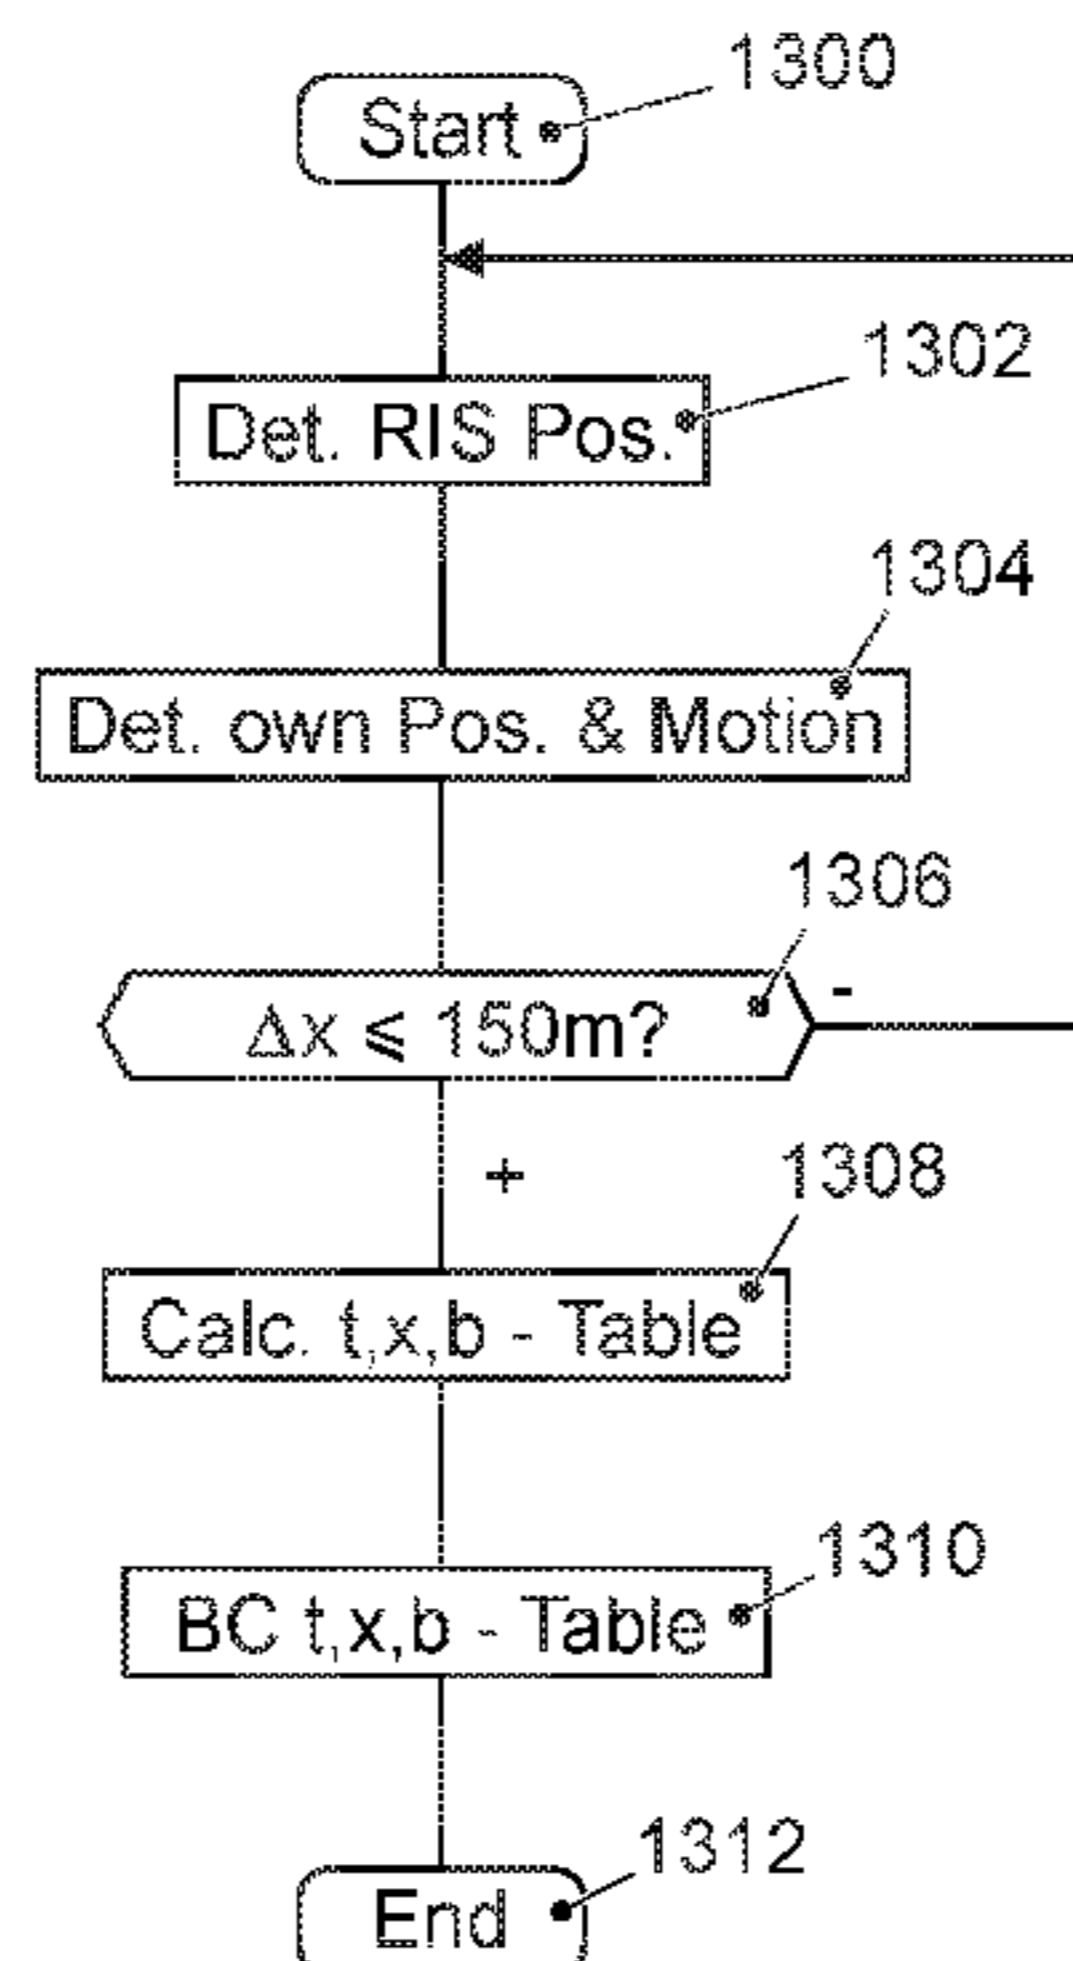 1300
Start
1302
Det. RIS Pos.
1304
Det. own Pos. & Motion
1306
-
Δx ⩽ 150m?
+
1308
Calc. t,x,b - Table
1310
BC t,x,b - Table
1312
End